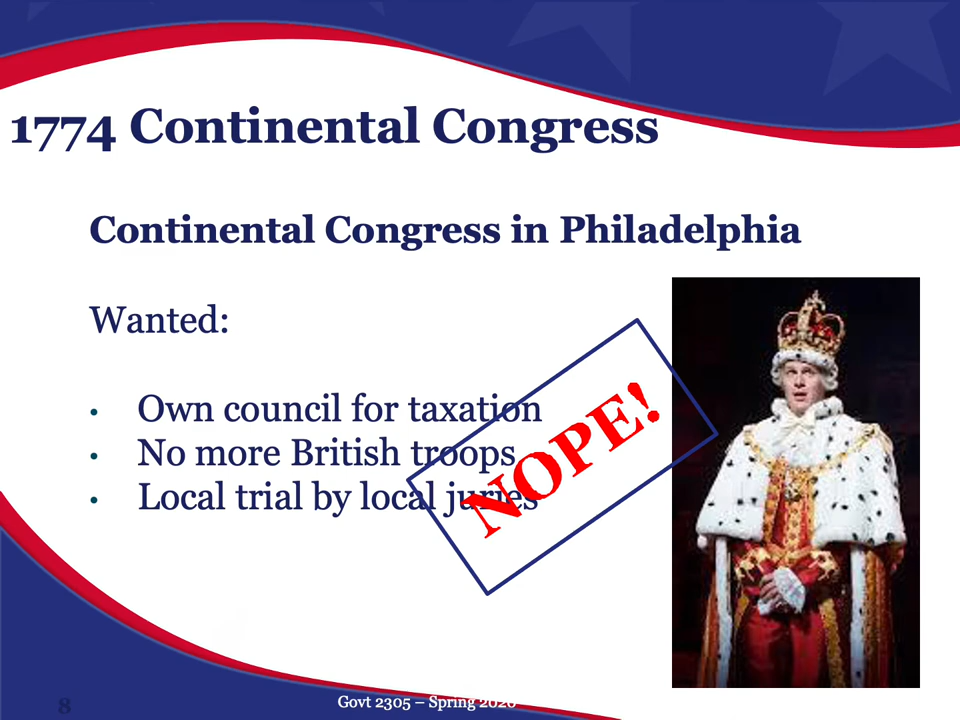 1774 Continental Congress
Continental Congress in Philadelphia
Wanted:
• Own council for taxation
• No more British troops
• Local trial by local juries
NOPE!
8
Govt 2305 – Spring 2020